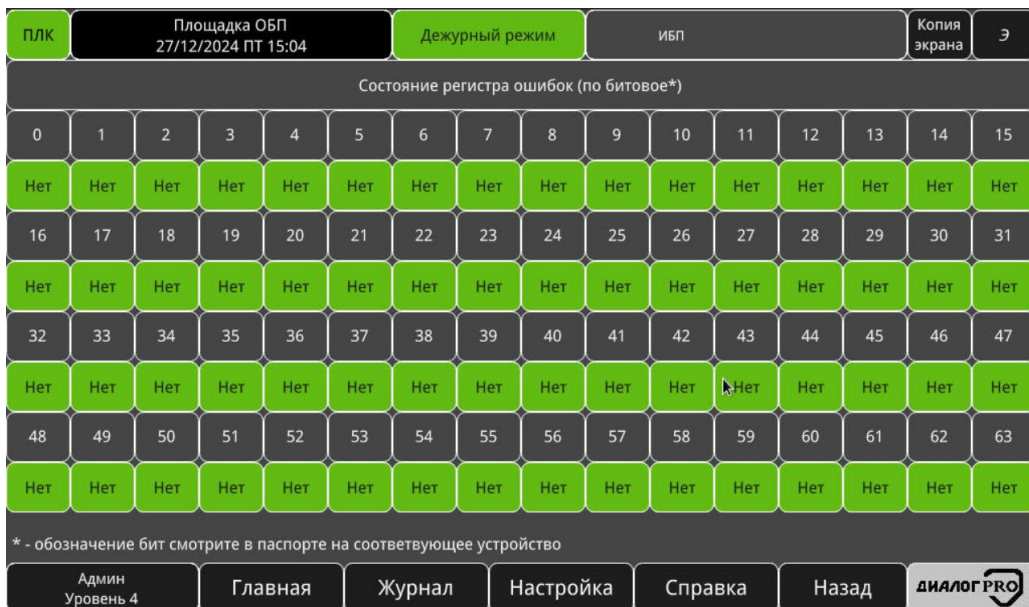 ПЛК Площадка ОБП Дежурный режим ИБП Копия экрана Э
27/12/2024 ПТ 15:04
Состояние регистра ошибок (по битовое*)
0 1 2 3 4 5 6 7 8 9 10 11 12 13 14 15
Нет Нет Нет Нет Нет Нет Нет Нет Нет Нет Нет Нет Нет Нет Нет Нет
16 17 18 19 20 21 22 23 24 25 26 27 28 29 30 31
Нет Нет Нет Нет Нет Нет Нет Нет Нет Нет Нет Нет Нет Нет Нет Нет
32 33 34 35 36 37 38 39 40 41 42 43 44 45 46 47
Нет Нет Нет Нет Нет Нет Нет Нет Нет Нет Нет Нет Нет Нет Нет Нет
48 49 50 51 52 53 54 55 56 57 58 59 60 61 62 63
Нет Нет Нет Нет Нет Нет Нет Нет Нет Нет Нет Нет Нет Нет Нет Нет
* - обозначение бит смотрите в паспорте на соответвующее устройство
Админ
Уровень 4
Главная Журнал Настройка Справка Назад ДИАЛОГ PRO